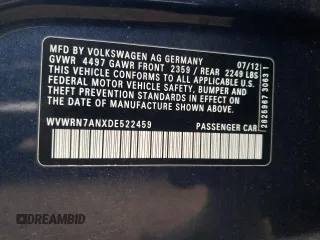 MFD BY VOLKSWAGEN AG GERMANY
07/12
GVWR 4497 GAWR FRONT 2359 / REAR 2249 LBS
THIS VEHICLE CONFORMS TO ALL APPLICABLE U.S.
FEDERAL MOTOR VEHICLE SAFETY, BUMPER AND
THEFT PREVENTION STANDARDS IN EFFECT ON THE
DATE OF MANUFACTURE SHOWN ABOVE.
WVWRN7ANXDE522459
PASSENGER CAR
DREAMBID